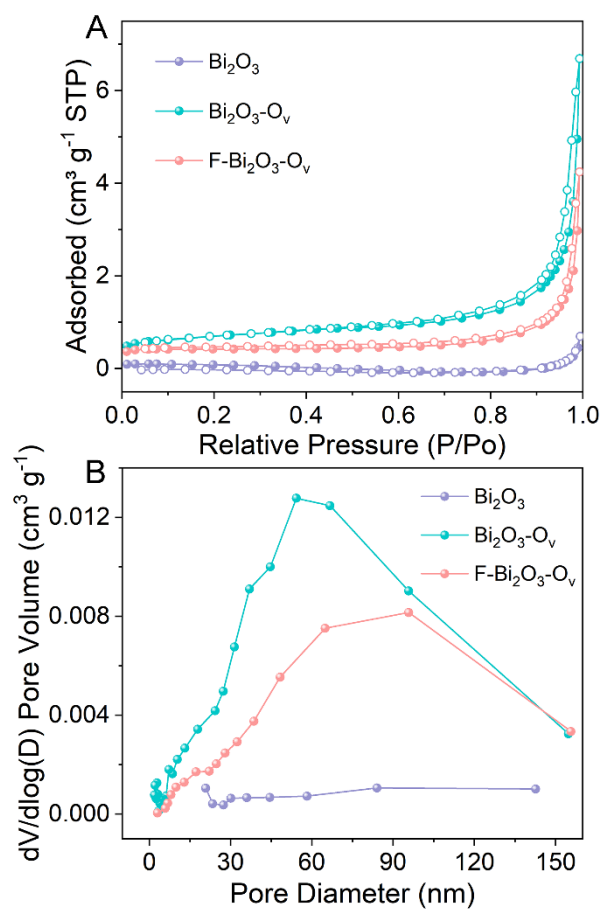 A
Bi₂O₃
Bi₂O₃-Oᵥ
F-Bi₂O₃-Oᵥ
Adsorbed (cm³ g⁻¹ STP)
6
4
2
0
0.0 0.2 0.4 0.6 0.8 1.0
Relative Pressure (P/Po)
B
Bi₂O₃
Bi₂O₃-Oᵥ
F-Bi₂O₃-Oᵥ
dV/dlog(D) Pore Volume (cm³ g⁻¹)
0.012
0.008
0.004
0.000
0 30 60 90 120 150
Pore Diameter (nm)